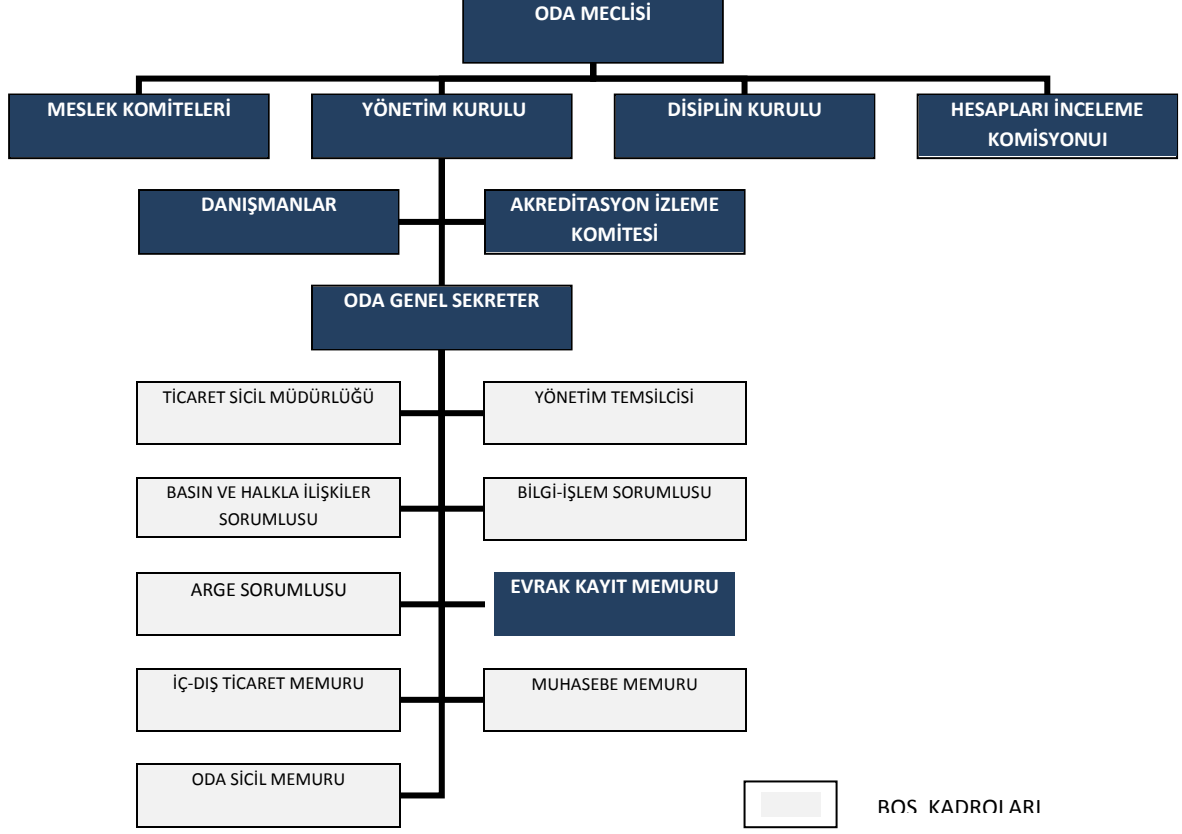 ODA MECLİSİ
MESLEK KOMİTELERİ
YÖNETİM KURULU
DİSİPLİN KURULU
HESAPLARI İNCELEME
KOMİSYONUI
DANIŞMANLAR
AKREDİTASYON İZLEME
KOMİTESİ
ODA GENEL SEKRETER
TİCARET SİCİL MÜDÜRLÜĞÜ
YÖNETİM TEMSİLCİSİ
BASIN VE HALKLA İLİŞKİLER
SORUMLUSU
BİLGİ-İŞLEM SORUMLUSU
ARGE SORUMLUSU
EVRAK KAYIT MEMURU
İÇ-DIŞ TİCARET MEMURU
MUHASEBE MEMURU
ODA SİCİL MEMURU
BOŞ KADROLARI